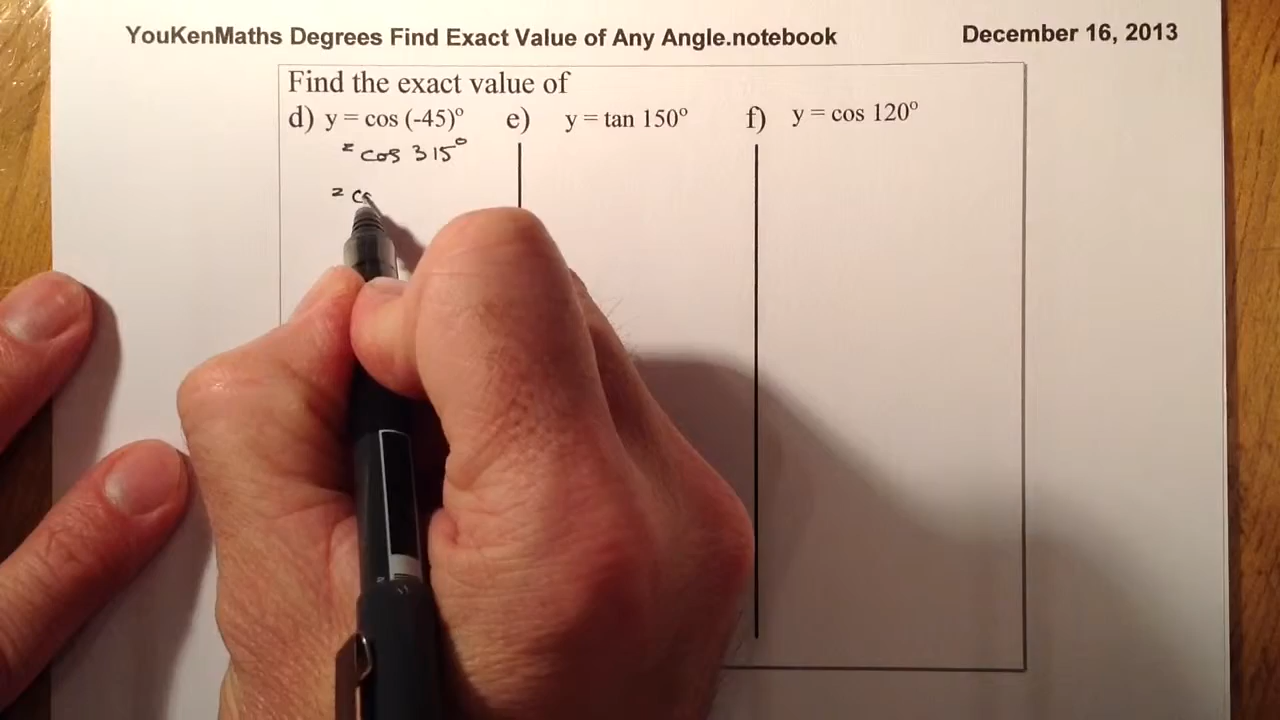 YouKenMaths Degrees Find Exact Value of Any Angle.notebook December 16, 2013
Find the exact value of
d) y = cos (-45)° e) y = tan 150° f) y = cos 120°
= cos 315°
=